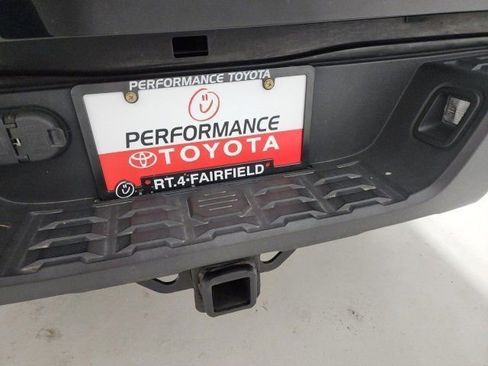 PERFORMANCE TOYOTA
PERFORMANCE
TOYOTA
RT.4·FAIRFIELD